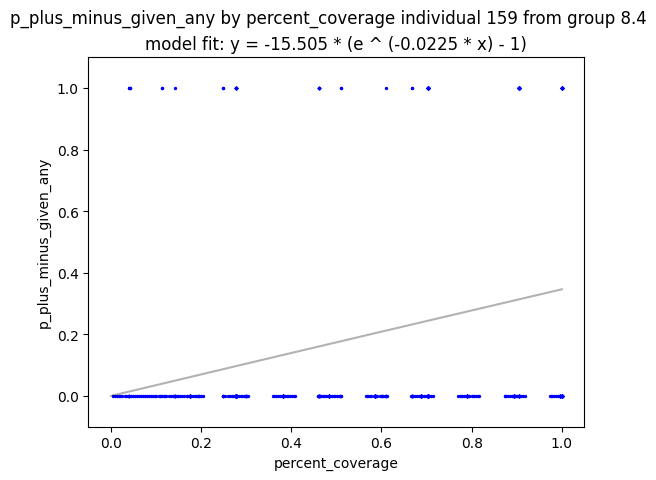 p_plus_minus_given_any by percent_coverage individual 159 from group 8.4
model fit: y = -15.505 * (e ^ (-0.0225 * x) - 1)
1.0
0.8
0.6
0.4
0.2
0.0
p_plus_minus_given_any
0.0 0.2 0.4 0.6 0.8 1.0
percent_coverage